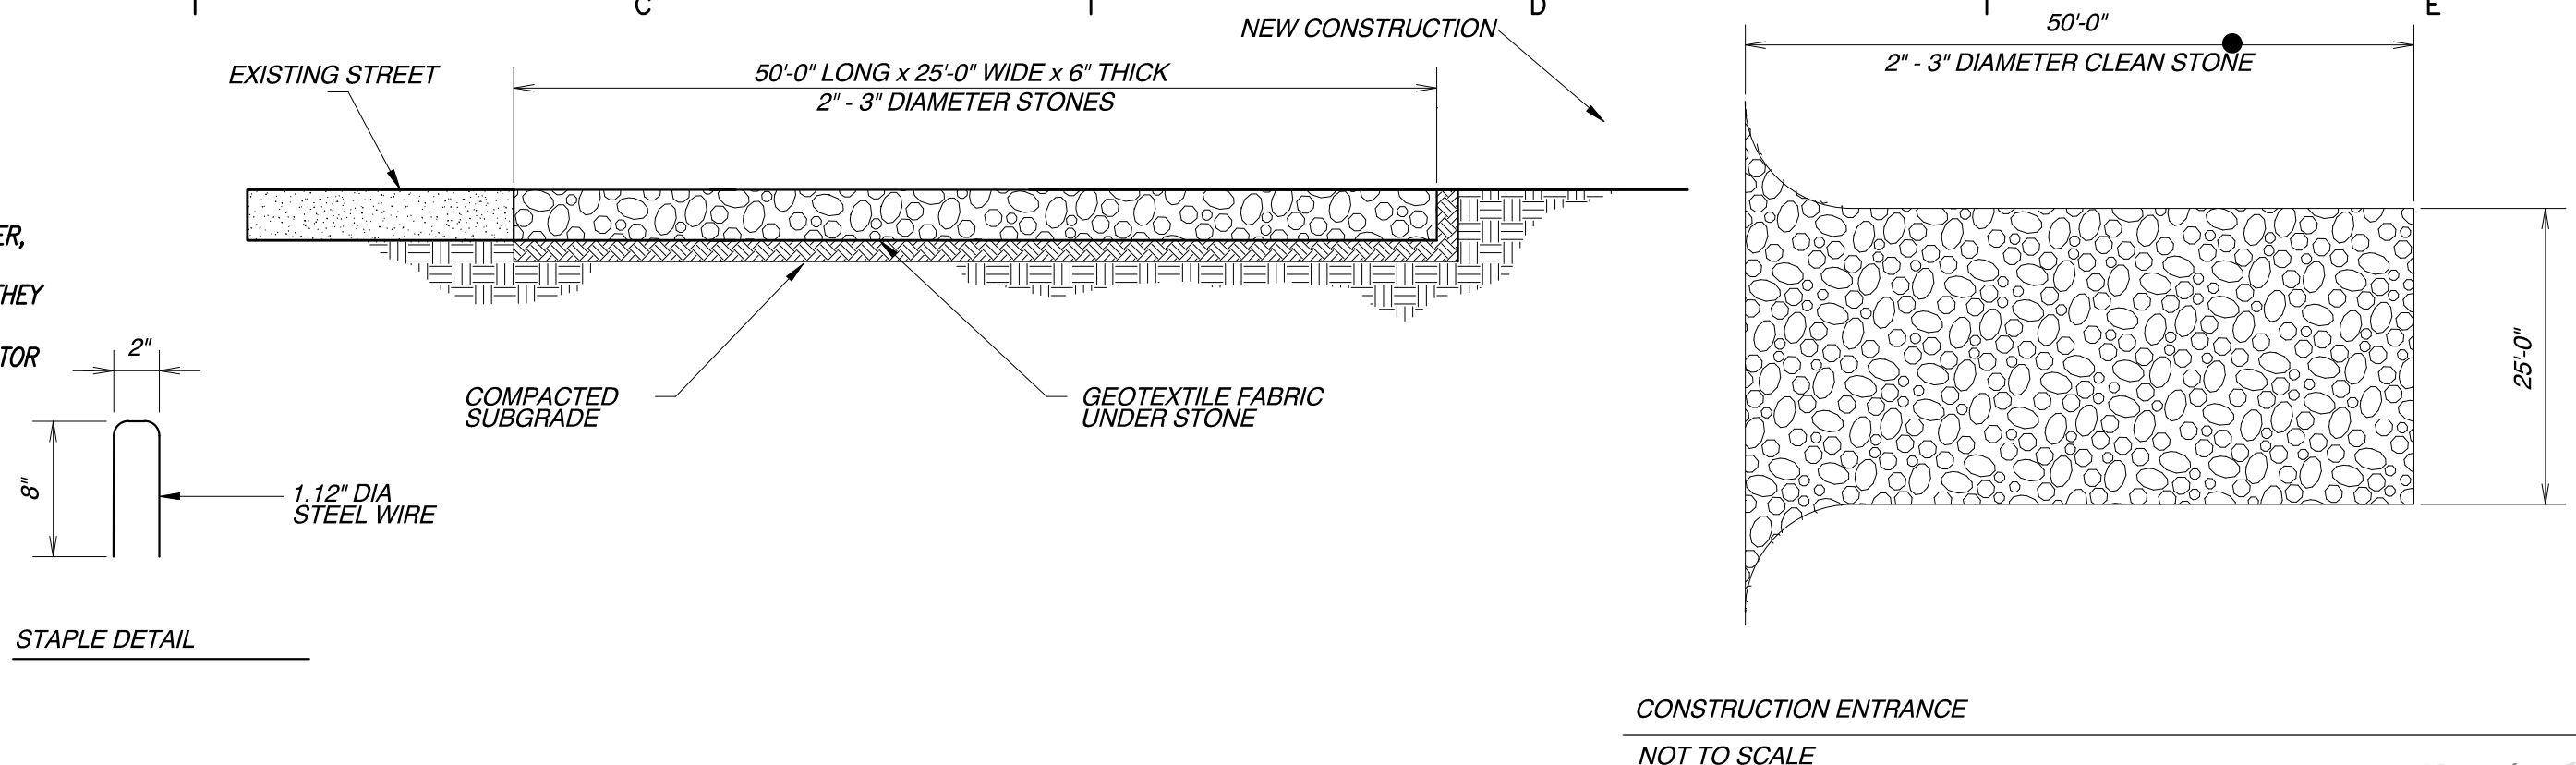 C
D
E
NEW CONSTRUCTION
50'-0"
2" - 3" DIAMETER CLEAN STONE
EXISTING STREET
50'-0" LONG x 25'-0" WIDE x 6" THICK
2" - 3" DIAMETER STONES
ER,
THEY
TOR
2"
8"
1.12" DIA
STEEL WIRE
COMPACTED
SUBGRADE
GEOTEXTILE FABRIC
UNDER STONE
25'-0"
STAPLE DETAIL
CONSTRUCTION ENTRANCE
NOT TO SCALE